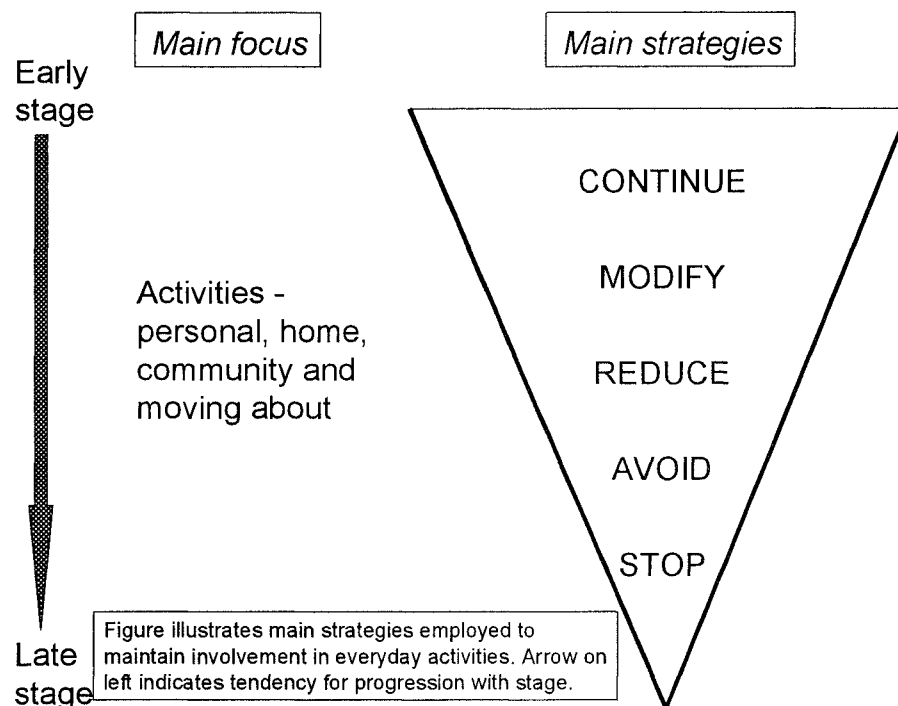 Main focus
Main strategies
Early
stage
CONTINUE
MODIFY
Activities -
personal, home,
community and
moving about
REDUCE
AVOID
STOP
Late
stage
Figure illustrates main strategies employed to
maintain involvement in everyday activities. Arrow on
left indicates tendency for progression with stage.